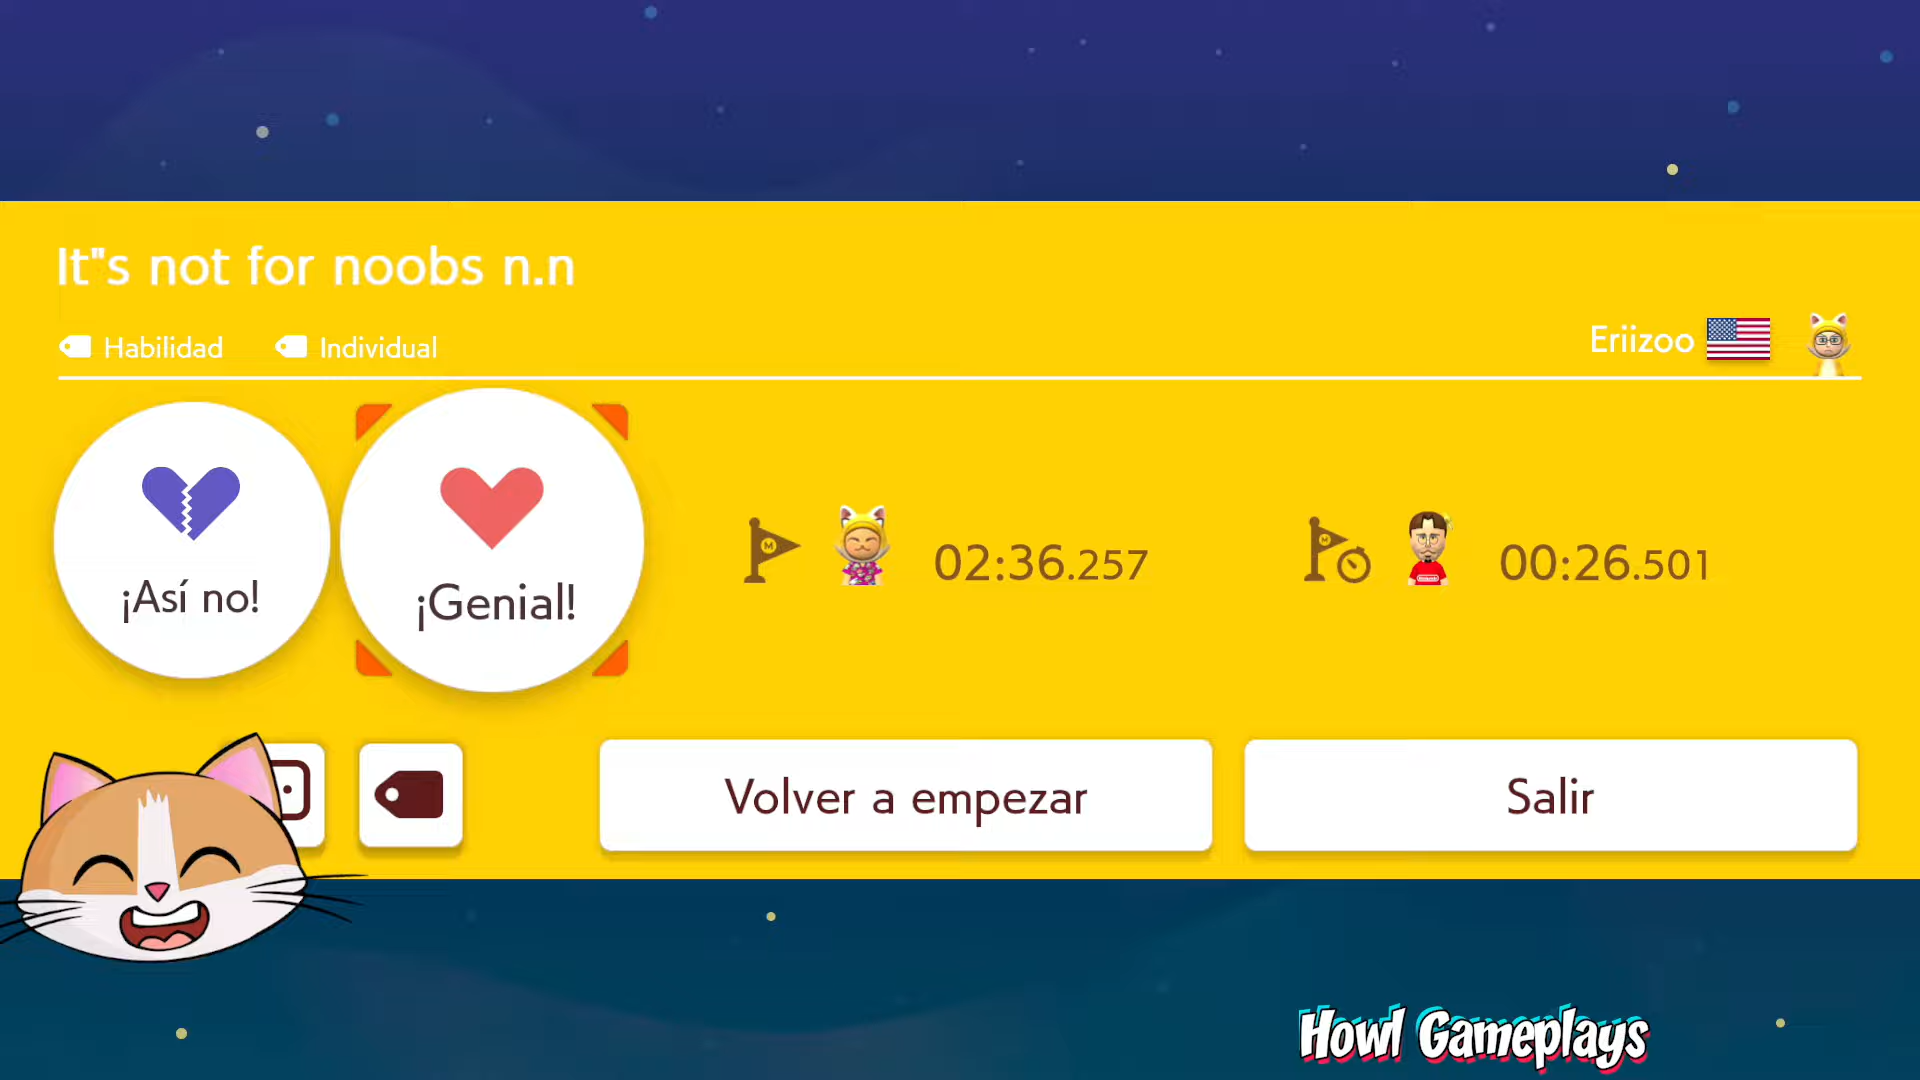 It"s not for noobs n.n
Habilidad Individual
Eriizoo
¡Así no!
¡Genial!
M
02:36.257
M
00:26.501
Volver a empezar
Salir
Howl Gameplays